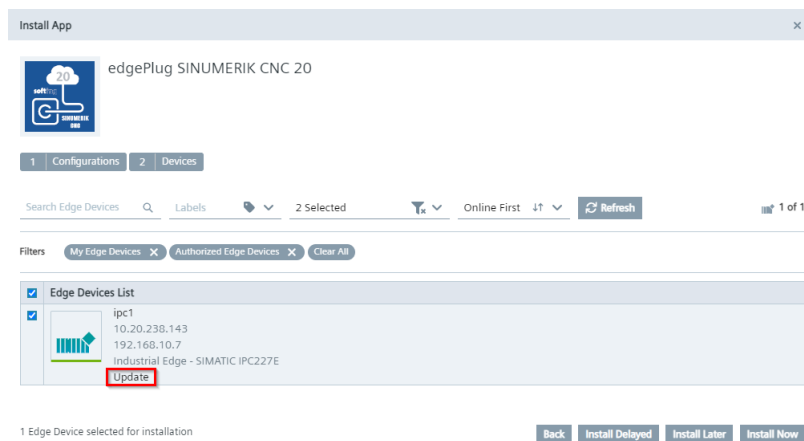 Install App ×
20
softing
SINUMERIK
CNC
edgePlug SINUMERIK CNC 20
1 Configurations 2 Devices
Search Edge Devices Labels 2 Selected Online First Refresh 1 of 1
Filters My Edge Devices X Authorized Edge Devices X Clear All
Edge Devices List
ipc1
10.20.238.143
192.168.10.7
Industrial Edge - SIMATIC IPC227E
Update
1 Edge Device selected for installation Back Install Delayed Install Later Install Now